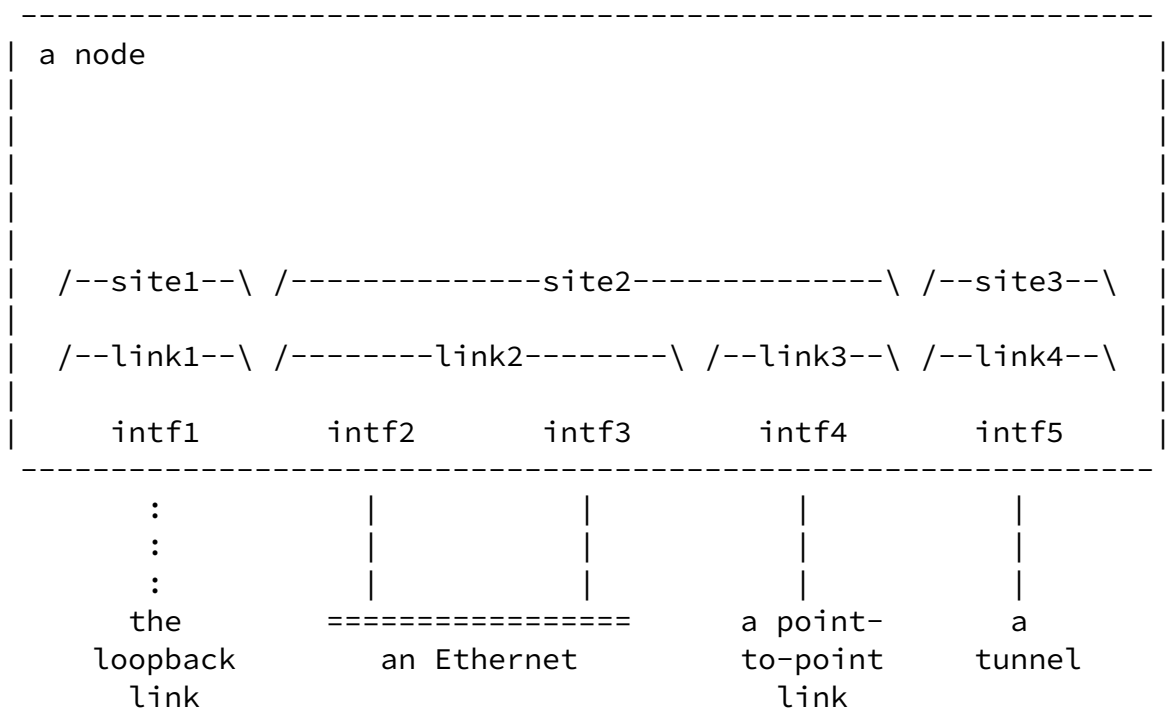 a node
/--site1--\ /--------------site2--------------\ /--site3--\
/--link1--\ /--------link2--------\ /--link3--\ /--link4--\
intf1 intf2 intf3 intf4 intf5
the ================= a point- a
loopback an Ethernet to-point tunnel
link link